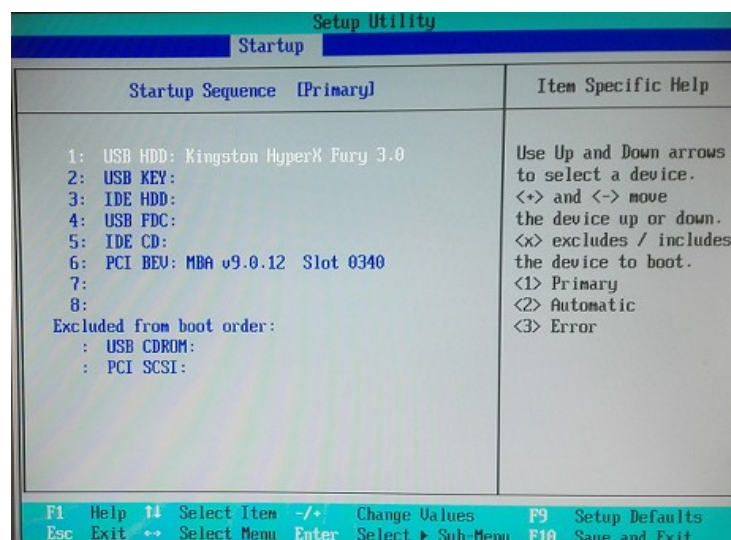 Setup Utility
Startup
Startup Sequence [Primary]
Item Specific Help
1: USB HDD: Kingston HyperX Fury 3.0
2: USB KEY:
3: IDE HDD:
4: USB FDC:
5: IDE CD:
6: PCI BEV: MBA v9.0.12 Slot 0340
7:
8:
Excluded from boot order:
: USB CDROM:
: PCI SCSI:
Use Up and Down arrows
to select a device.
<+> and <-> move
the device up or down.
<x> excludes / includes
the device to boot.
<1> Primary
<2> Automatic
<3> Error
F1 Help ↑↓ Select Item -/+ Change Values F9 Setup Defaults
Esc Exit ↔ Select Menu Enter Select ▶ Sub-Menu F10 Save and Exit